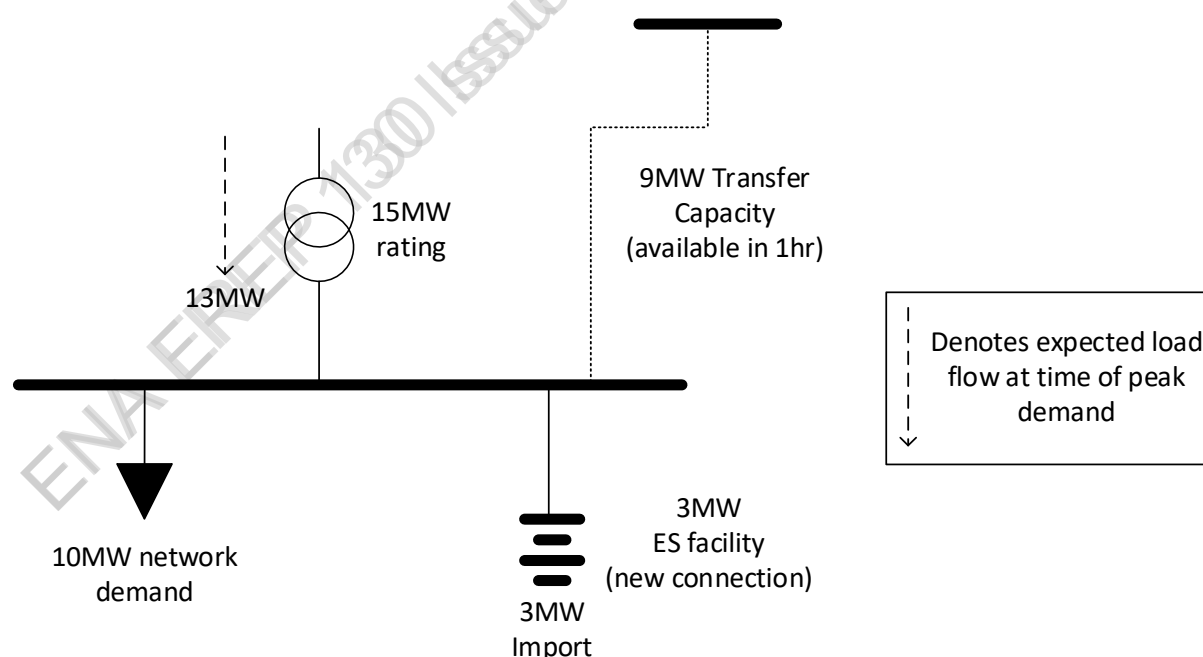 ENA EREP 130 Issue
9MW Transfer
Capacity
(available in 1hr)
15MW
rating
13MW
Denotes expected load
flow at time of peak
demand
10MW network
demand
3MW
ES facility
(new connection)
3MW
Import